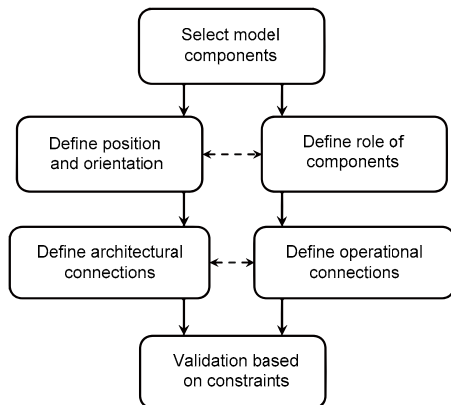 Select model
components
Define position
and orientation
Define role of
components
Define architectural
connections
Define operational
connections
Validation based
on constraints